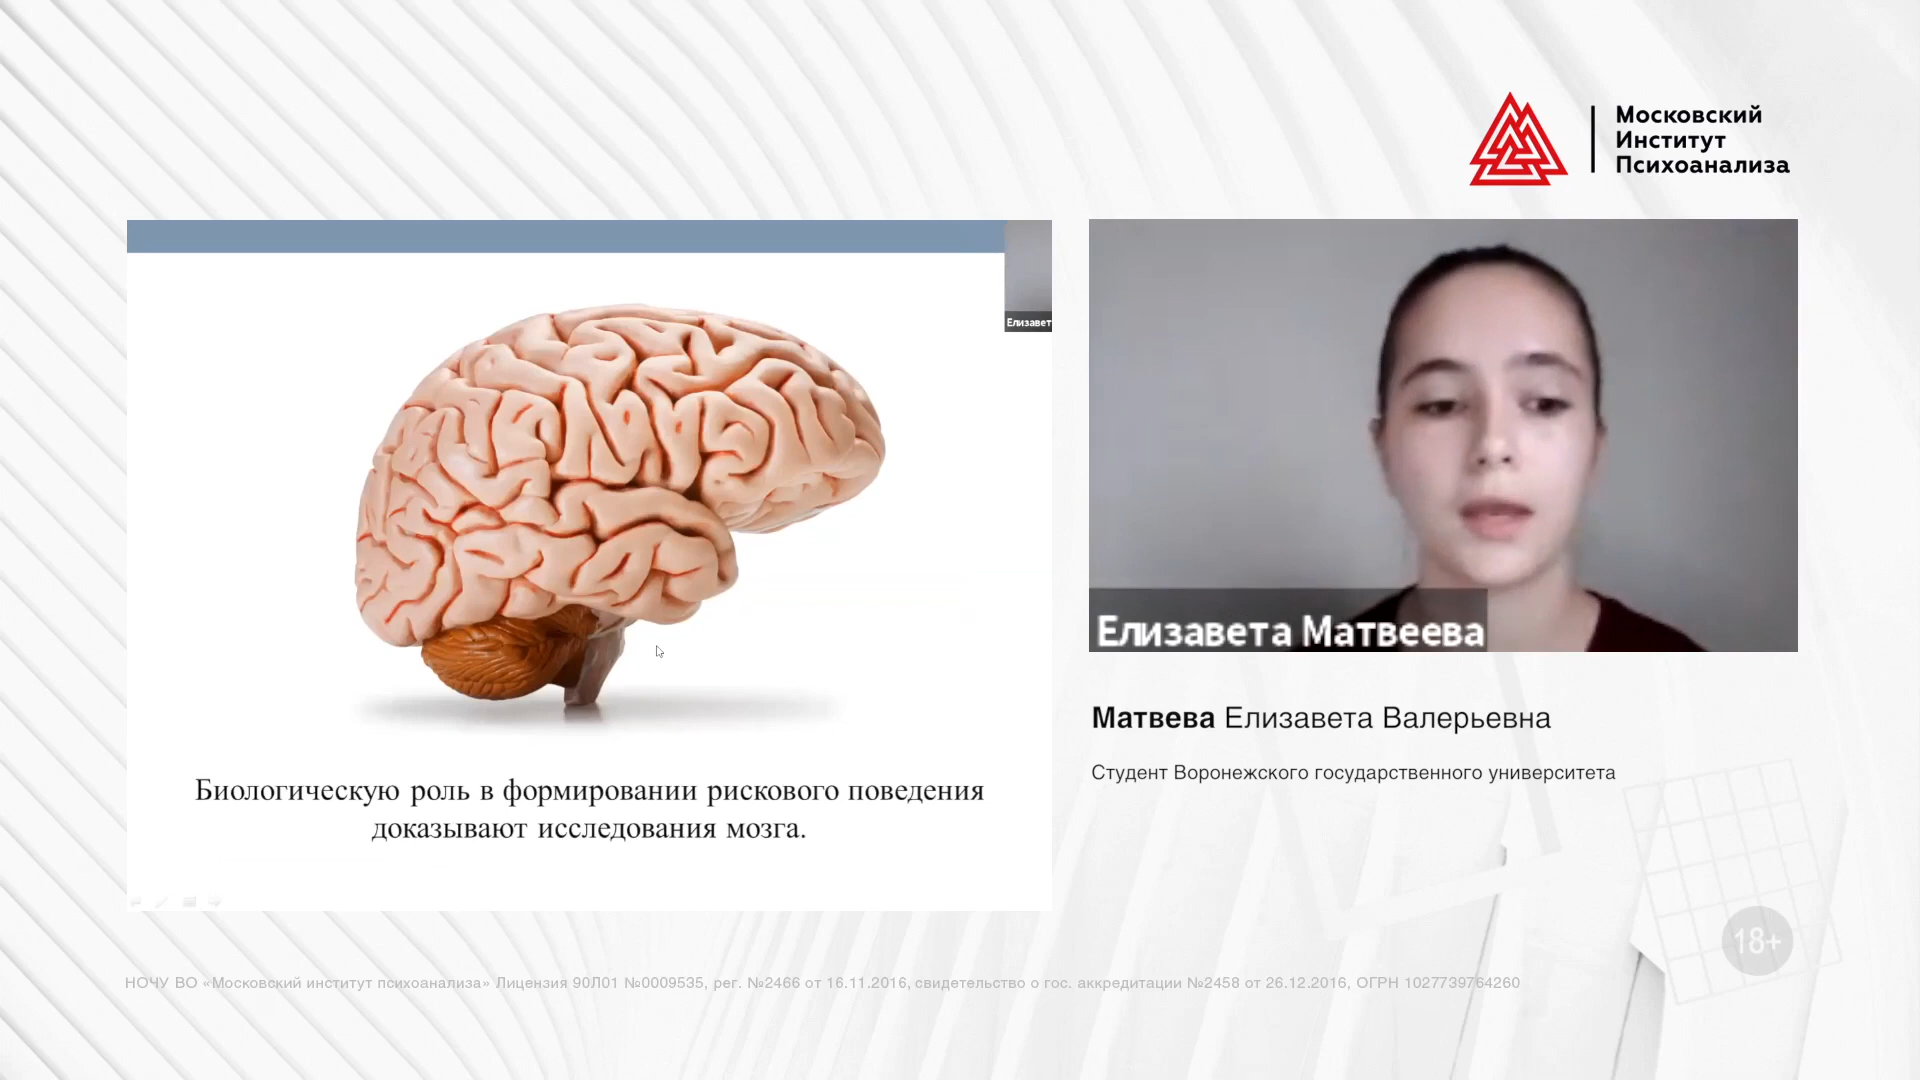 Московский
Институт
Психоанализа
Елизавет
Биологическую роль в формировании рискового поведения
доказывают исследования мозга.
Елизавета Матвеева
Матвева Елизавета Валерьевна
Студент Воронежского государственного университета
18+
НОЧУ ВО «Московский институт психоанализа» Лицензия 90Л01 №0009535, рег. №2466 от 16.11.2016, свидетельство о гос. аккредитации №2458 от 26.12.2016, ОГРН 1027739764260